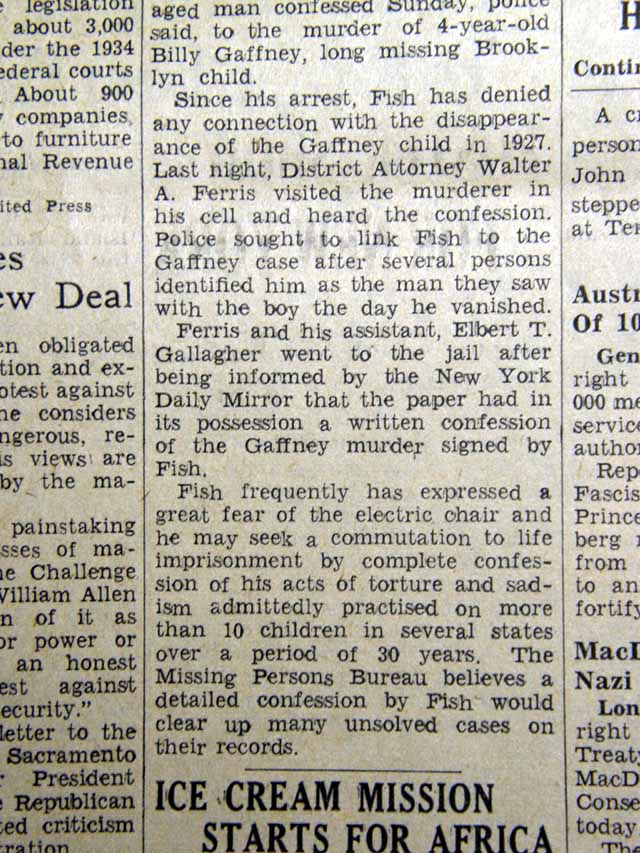 legislation
about 3,000
der the 1934
ederal courts
About 900
companies,
to furniture
nal Revenue
ited Press
es
ew Deal
en obligated
tion and ex-
otest against
he considers
ngerous, re-
is views are
by the ma-
painstaking
sses of ma-
he Challenge
William Allen
n of it as
or power or
an honest
est against
ecurity."
letter to the
Sacramento
President
Republican
ted criticism
tration
aged man confessed Sunday, police
said, to the murder of 4-year-old
Billy Gaffney, long missing Brook-
lyn child.
Since his arrest, Fish has denied
any connection with the disappear-
ance of the Gaffney child in 1927.
Last night, District Attorney Walter
A. Ferris visited the murderer in
his cell and heard the confession.
Police sought to link Fish to the
Gaffney case after several persons
identified him as the man they saw
with the boy the day he vanished.
Ferris and his assistant, Elbert T.
Gallagher went to the jail after
being informed by the New York
Daily Mirror that the paper had in
its possession a written confession
of the Gaffney murder signed by
Fish.
Fish frequently has expressed a
great fear of the electric chair and
he may seek a commutation to life
imprisonment by complete confes-
sion of his acts of torture and sad-
ism admittedly practised on more
than 10 children in several states
over a period of 30 years. The
Missing Persons Bureau believes a
detailed confession by Fish would
clear up many unsolved cases on
their records.
ICE CREAM MISSION
STARTS FOR AFRICA
H
Contin
A cr
person
John
steppe
at Ter
Austr
Of 10
Gen
right
000 me
service
author
Repo
Fascis
Prince
berg r
from
to an
fortify
MacD
Nazi
Lon
right
Treaty
MacD
Conse
today
The